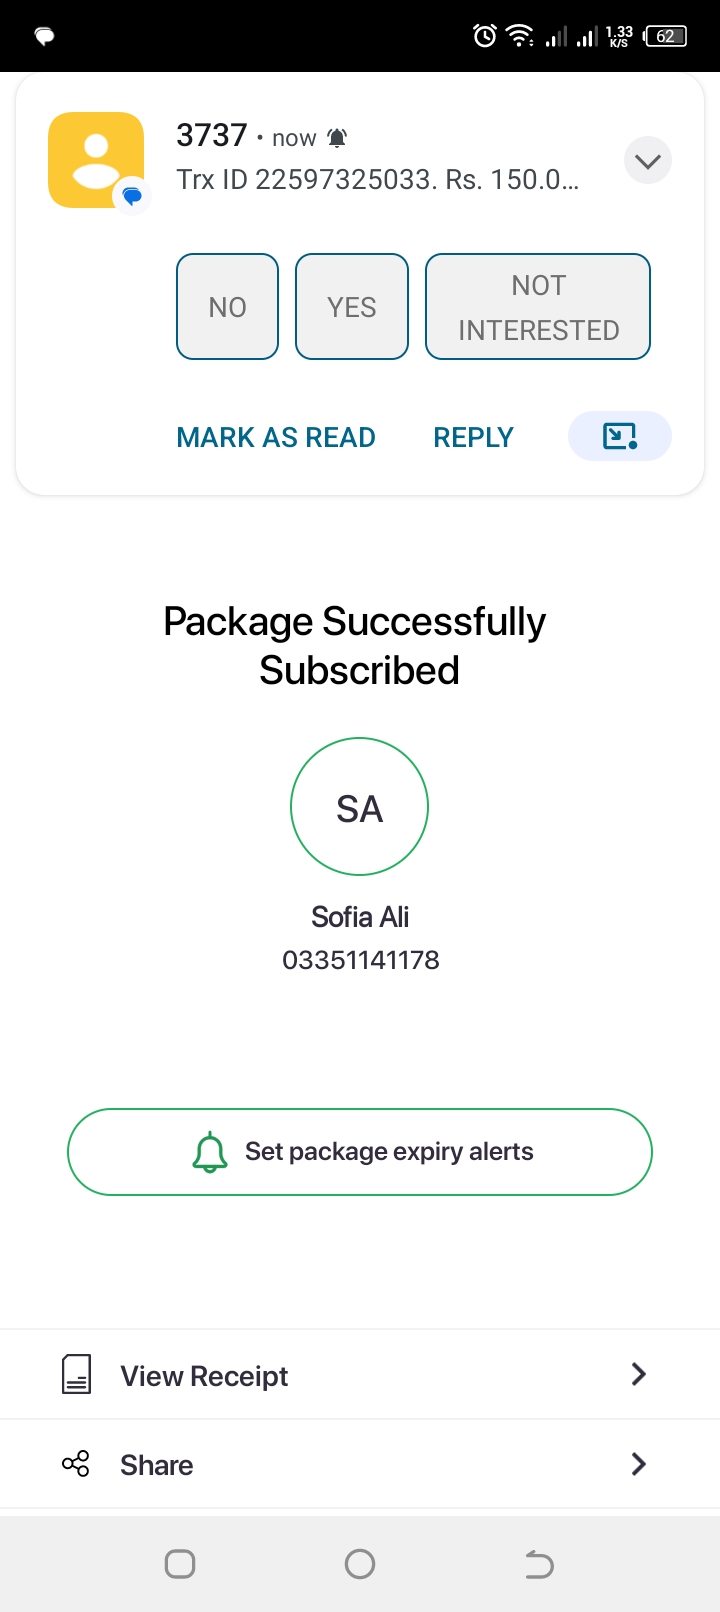 1.33
K/S
62
3737 • now
Trx ID 22597325033. Rs. 150.0...
NO
YES
NOT
INTERESTED
MARK AS READ
REPLY
Package Successfully
Subscribed
SA
Sofia Ali
03351141178
Set package expiry alerts
View Receipt
Share